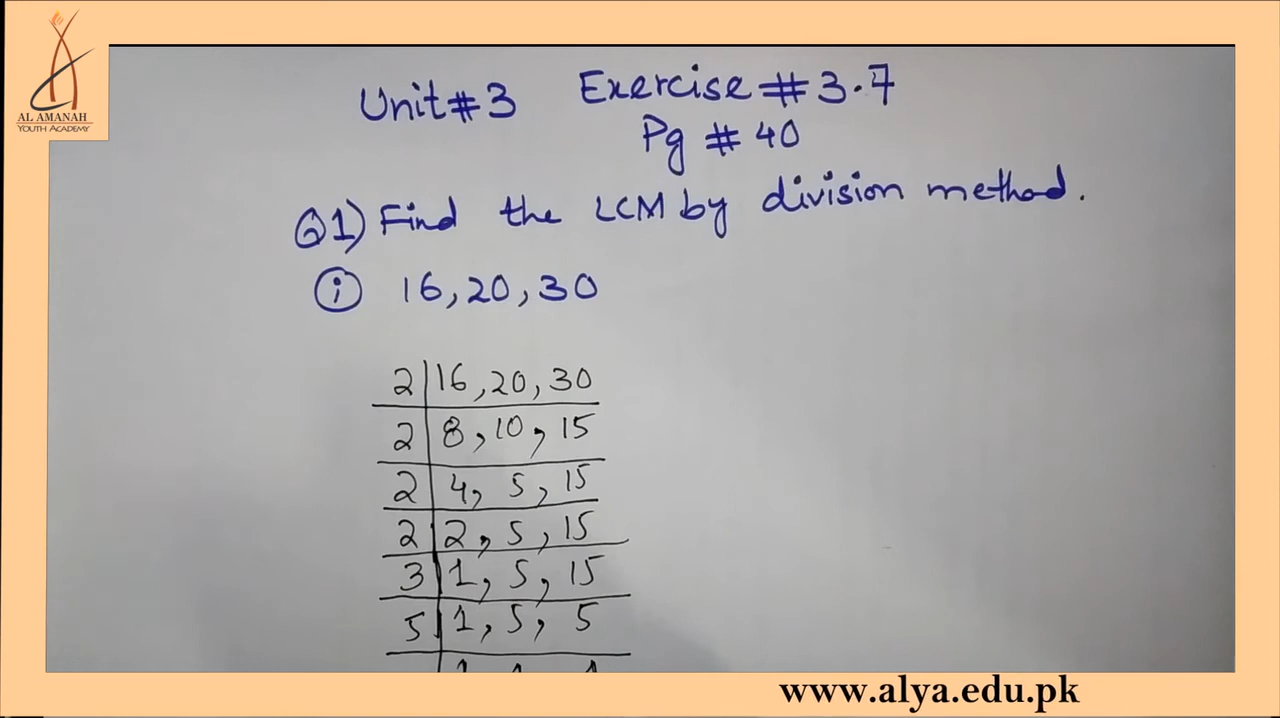 AL AMANAH
YOUTH ACADEMY
Unit # 3 Exercise # 3.7
Pg # 40
Q1) Find the LCM by division method.
(i) 16, 20, 30
2 | 16, 20, 30
2 | 8, 10, 15
2 | 4, 5, 15
2 | 2, 5, 15
3 | 1, 5, 15
5 | 1, 5, 5
www.alya.edu.pk